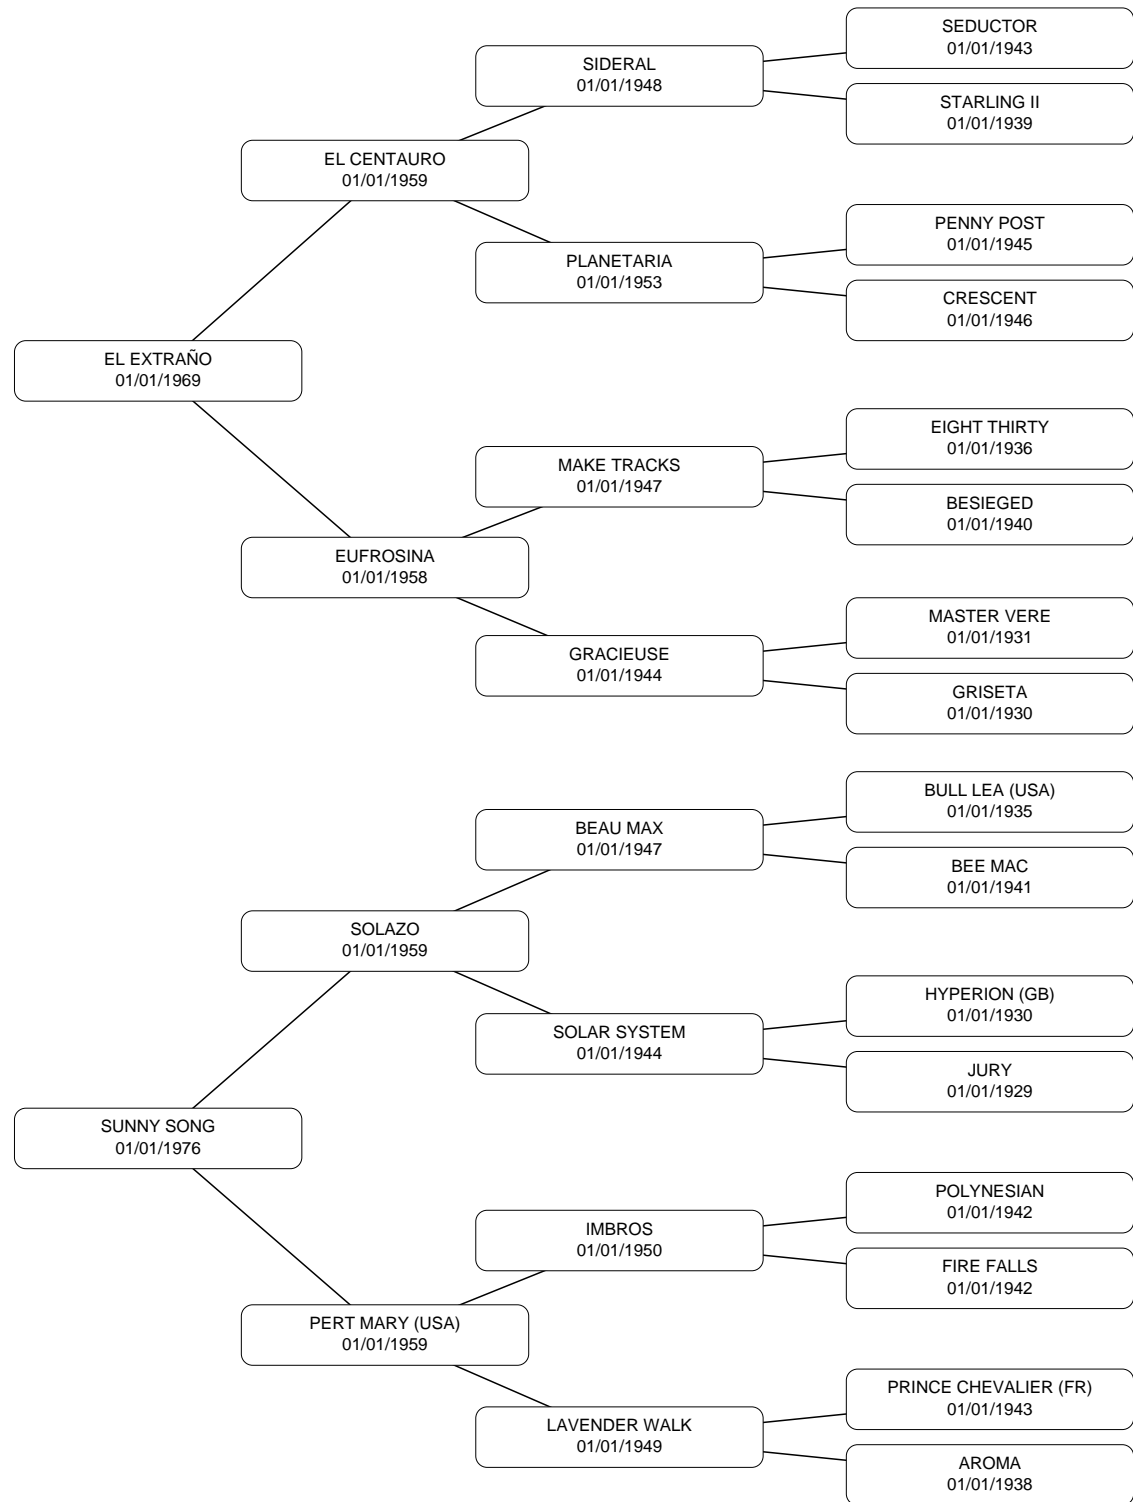 SEDUCTOR
01/01/1943
SIDERAL
01/01/1948
STARLING II
01/01/1939
EL CENTAURO
01/01/1959
PENNY POST
01/01/1945
PLANETARIA
01/01/1953
CRESCENT
01/01/1946
EL EXTRAÑO
01/01/1969
EIGHT THIRTY
01/01/1936
MAKE TRACKS
01/01/1947
BESIEGED
01/01/1940
EUFROSINA
01/01/1958
MASTER VERE
01/01/1931
GRACIEUSE
01/01/1944
GRISETA
01/01/1930
BULL LEA (USA)
01/01/1935
BEAU MAX
01/01/1947
BEE MAC
01/01/1941
SOLAZO
01/01/1959
HYPERION (GB)
01/01/1930
SOLAR SYSTEM
01/01/1944
JURY
01/01/1929
SUNNY SONG
01/01/1976
POLYNESIAN
01/01/1942
IMBROS
01/01/1950
FIRE FALLS
01/01/1942
PERT MARY (USA)
01/01/1959
PRINCE CHEVALIER (FR)
01/01/1943
LAVENDER WALK
01/01/1949
AROMA
01/01/1938